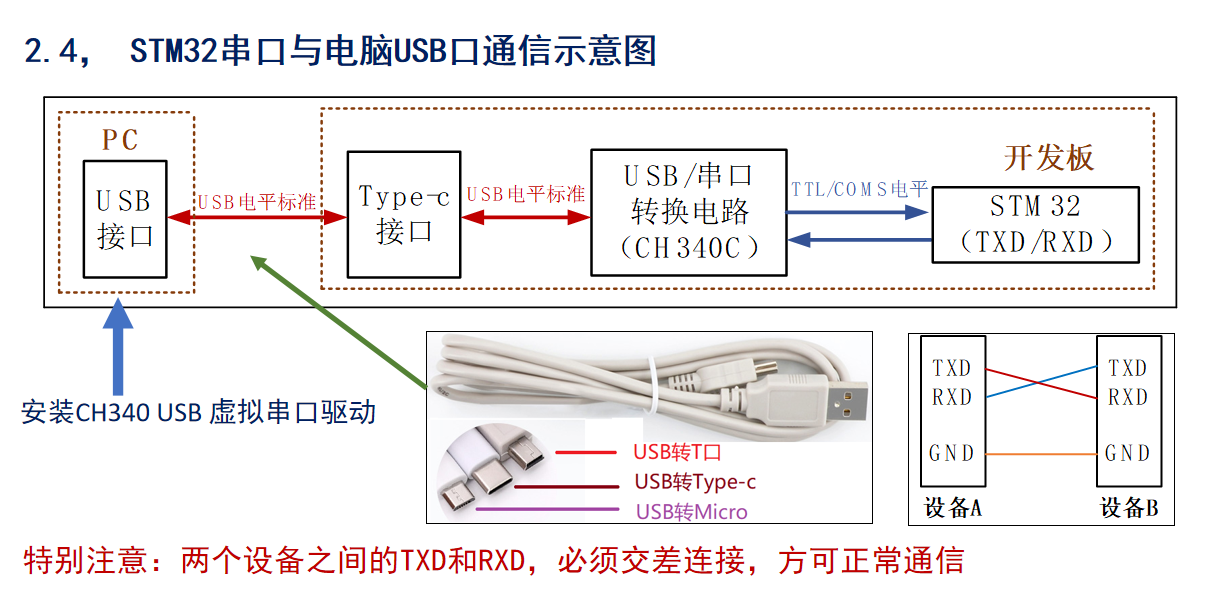 2.4， STM32串口与电脑USB口通信示意图
PC
USB
接口
USB电平标准
Type-c
接口
USB电平标准
USB/串口
转换电路
（CH340C）
TTL/COMS电平
开发板
STM32
（TXD/RXD）
安装CH340 USB 虚拟串口驱动
USB转T口
USB转Type-c
USB转Micro
TXD
RXD
GND
设备A
TXD
RXD
GND
设备B
特别注意：两个设备之间的TXD和RXD，必须交差连接，方可正常通信